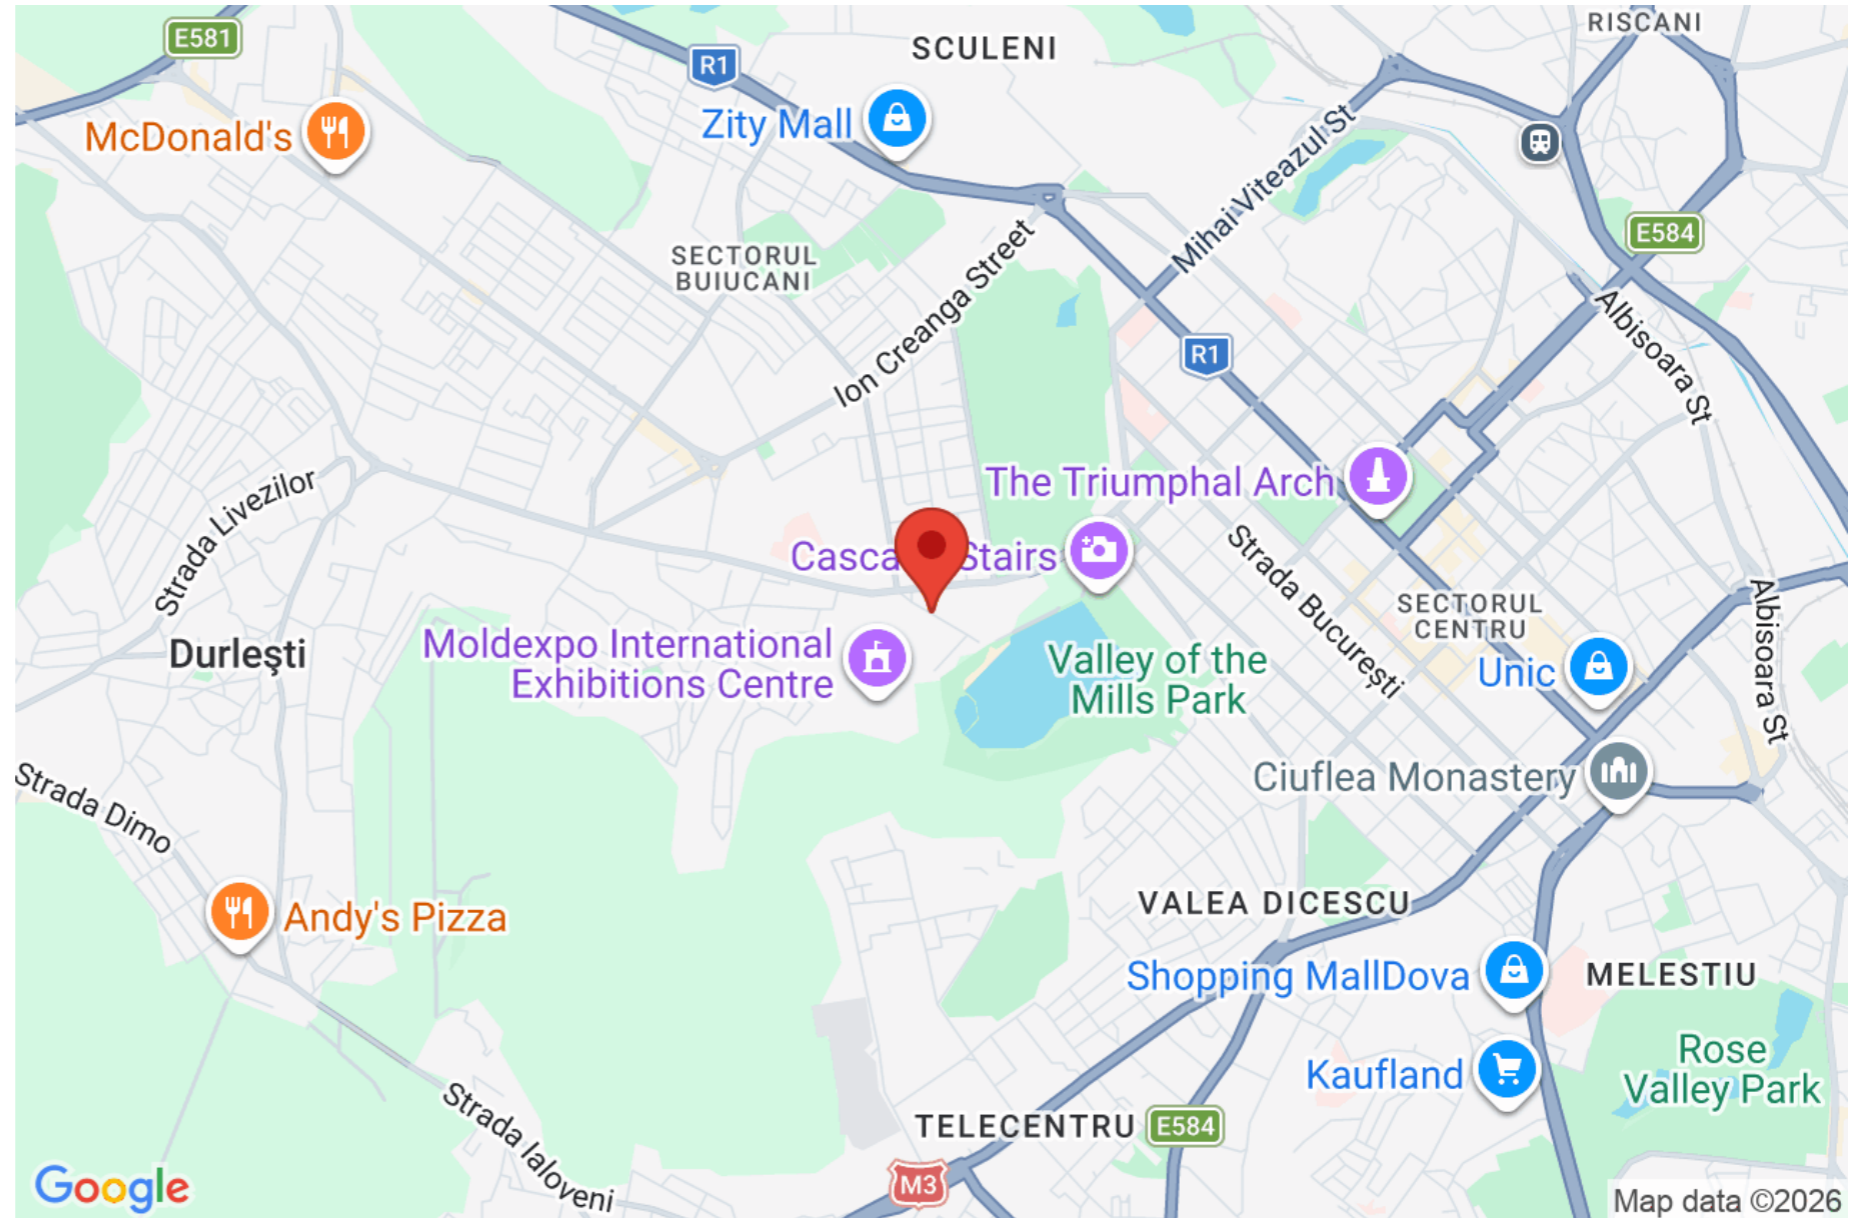 E581
R1
SCULENI
RISCANI
McDonald's
Zity Mall
Mihai Viteazul St
E584
SECTORUL
BUIUCANI
Ion Creanga Street
Albisoara St
R1
Strada Livezilor
The Triumphal Arch
Strada București
Stairs
SECTORUL
CENTRU
Albisoara St
Durleşti
Moldexpo International
Exhibitions Centre
Valley of the
Mills Park
Unic
Strada Dimo
Ciuflea Monastery
Andy's Pizza
VALEA DICESCU
Shopping MallDova
MELESTIU
Kaufland
Rose
Valley Park
Strada Ialoveni
TELECENTRU
E584
M3
Google
Map data ©2026